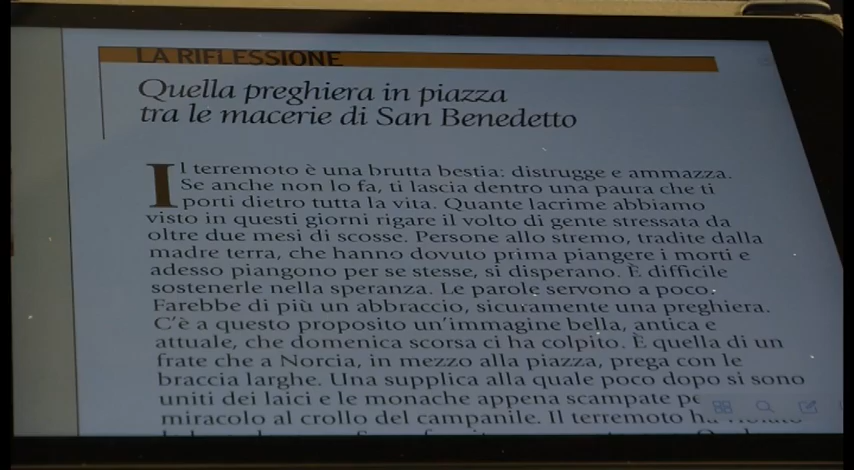 LA RIFLESSIONE
Quella preghiera in piazza
tra le macerie di San Benedetto
Il terremoto è una brutta bestia: distrugge e ammazza.
Se anche non lo fa, ti lascia dentro una paura che ti
porti dietro tutta la vita. Quante lacrime abbiamo
visto in questi giorni rigare il volto di gente stressata da
oltre due mesi di scosse. Persone allo stremo, tradite dalla
madre terra, che hanno dovuto prima piangere i morti e
adesso piangono per se stesse, si disperano. È difficile
sostenerle nella speranza. Le parole servono a poco.
Farebbe di più un abbraccio, sicuramente una preghiera.
C'è a questo proposito un'immagine bella, antica e
attuale, che domenica scorsa ci ha colpito. È quella di un
frate che a Norcia, in mezzo alla piazza, prega con le
braccia larghe. Una supplica alla quale poco dopo si sono
uniti dei laici e le monache appena scampate pe
miracolo al crollo del campanile. Il terremoto